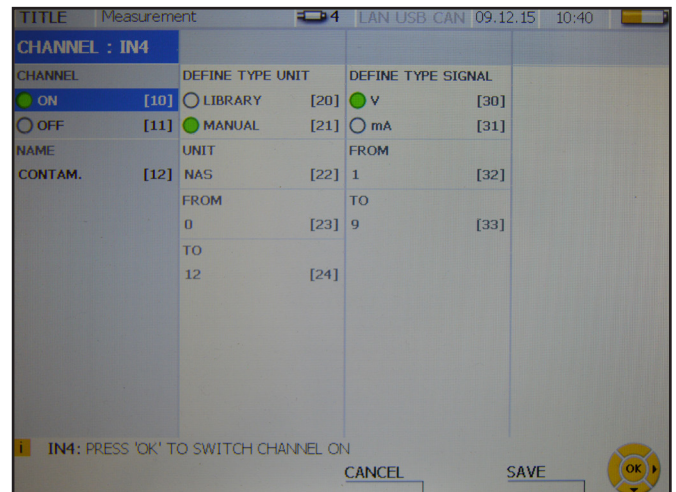 TITLE Measurement 4 LAN USB CAN 09.12.15 10:40
CHANNEL : IN4
CHANNEL DEFINE TYPE UNIT DEFINE TYPE SIGNAL
ON [10] LIBRARY [20] V [30]
OFF [11] MANUAL [21] mA [31]
NAME UNIT FROM
CONTAM. [12] NAS [22] 1 [32]
FROM TO
0 [23] 9 [33]
TO
12 [24]
i IN4: PRESS 'OK' TO SWITCH CHANNEL ON
CANCEL SAVE OK